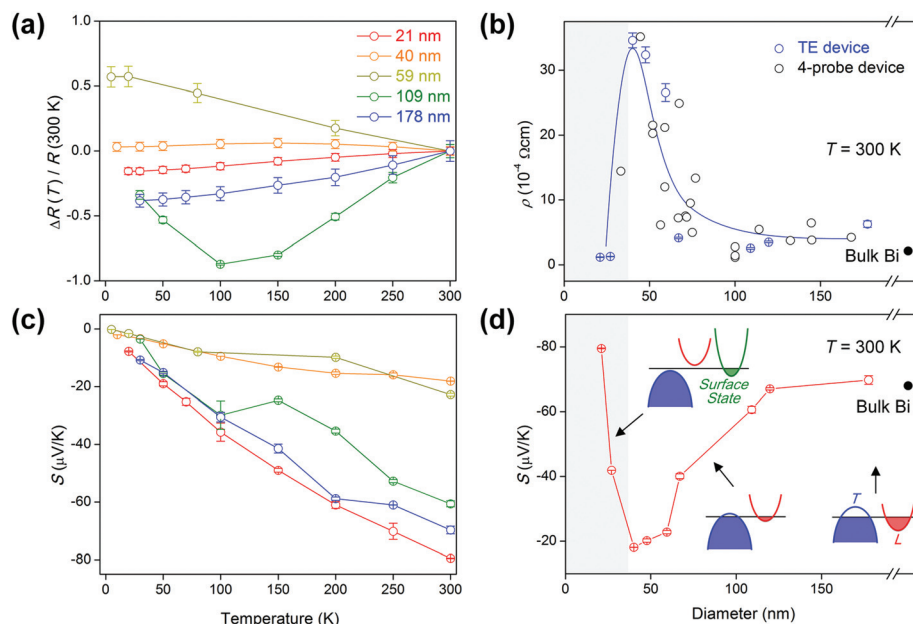 (a)
1.0
0.5
0.0
-0.5
-1.0
ΔR (T) / R (300 K)
21 nm
40 nm
59 nm
109 nm
178 nm
0 50 100 150 200 250 300
(b)
30
20
10
0
ρ (10⁻⁴ Ωcm)
TE device
4-probe device
T = 300 K
Bulk Bi
0 50 100 150
(c)
0
-20
-40
-60
-80
S (μV/K)
0 50 100 150 200 250 300
Temperature (K)
(d)
-80
-60
-40
-20
S (μV/K)
T = 300 K
Surface
State
Bulk Bi
T
L
0 50 100 150
Diameter (nm)